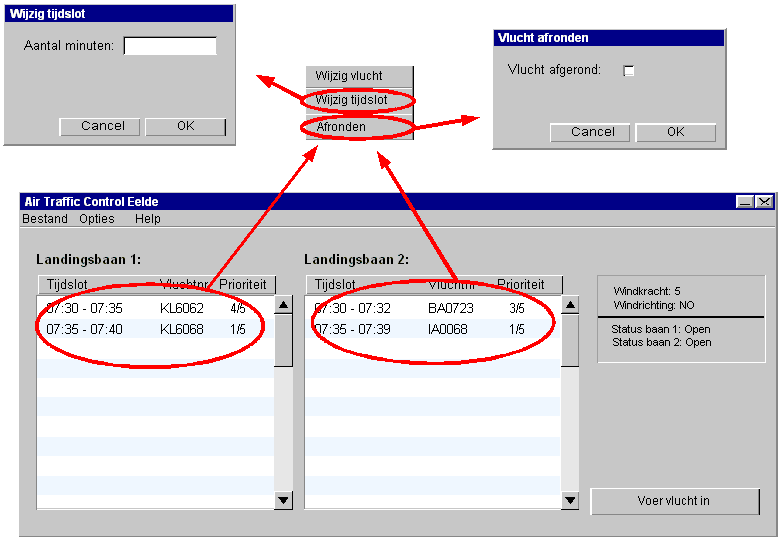 Wijzig tijdslot
Aantal minuten:
Cancel OK
Wijzig vlucht
Wijzig tijdslot
Afronden
Vlucht afronden
Vlucht afgerond:
Cancel OK
Air Traffic Control Eelde
Bestand Opties Help
Landingsbaan 1:
Tijdslot Vluchtnr Prioriteit
07:30 - 07:35 KL6062 4/5
07:35 - 07:40 KL6068 1/5
Landingsbaan 2:
Tijdslot Vluchtnr Prioriteit
07:30 - 07:32 BA0723 3/5
07:35 - 07:39 IA0068 1/5
Windkracht: 5
Windrichting: NO
Status baan 1: Open
Status baan 2: Open
Voer vlucht in